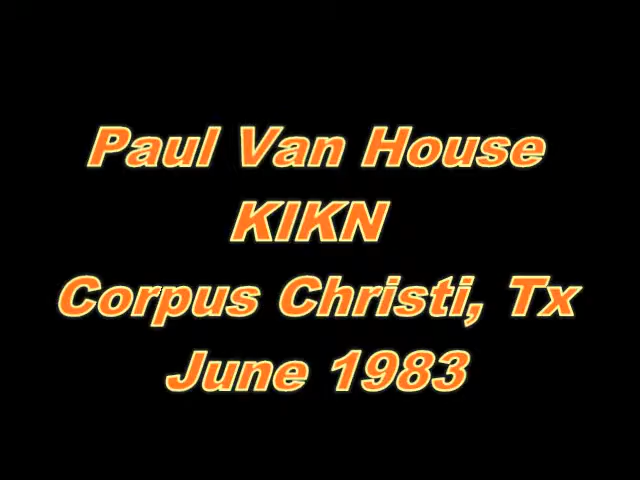 Paul Van House
KIKN
Corpus Christi, Tx
June 1983